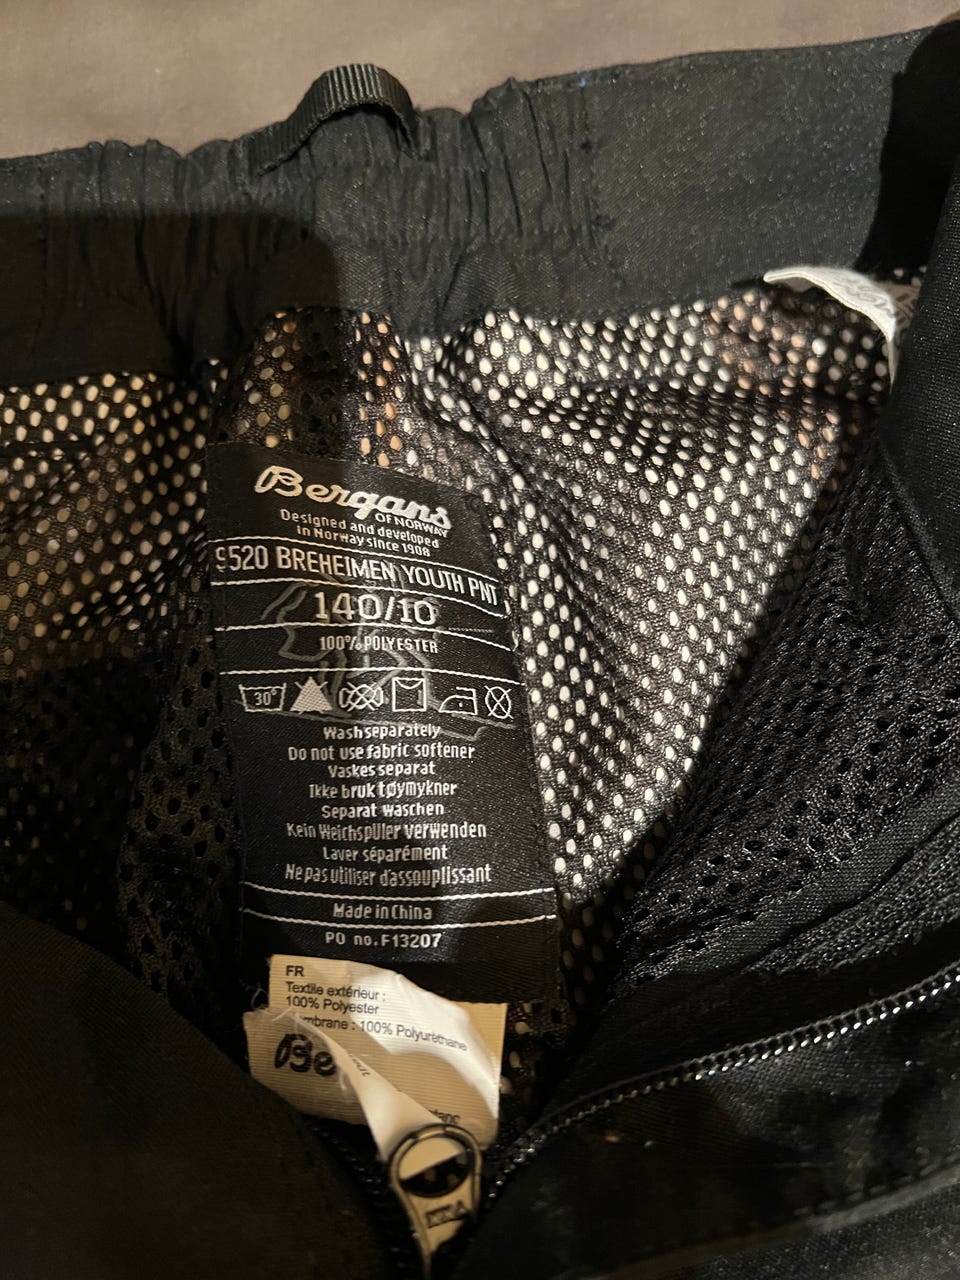 Bergans
OF NORWAY
Designed and developed
in Norway since 1908
9520 BREHEIMEN YOUTH PNT
140/10
100% POLYESTER
30°
Wash separately
Do not use fabric softener
Vaskes separat
Ikke bruk tøymykner
Separat waschen
Kein Weichspüler verwenden
Laver séparément
Ne pas utiliser d'assouplissant
Made in China
PO no. F13207
FR
Textile extérieur :
100% Polyester
mbrane : 100% Polyuréthane
Be